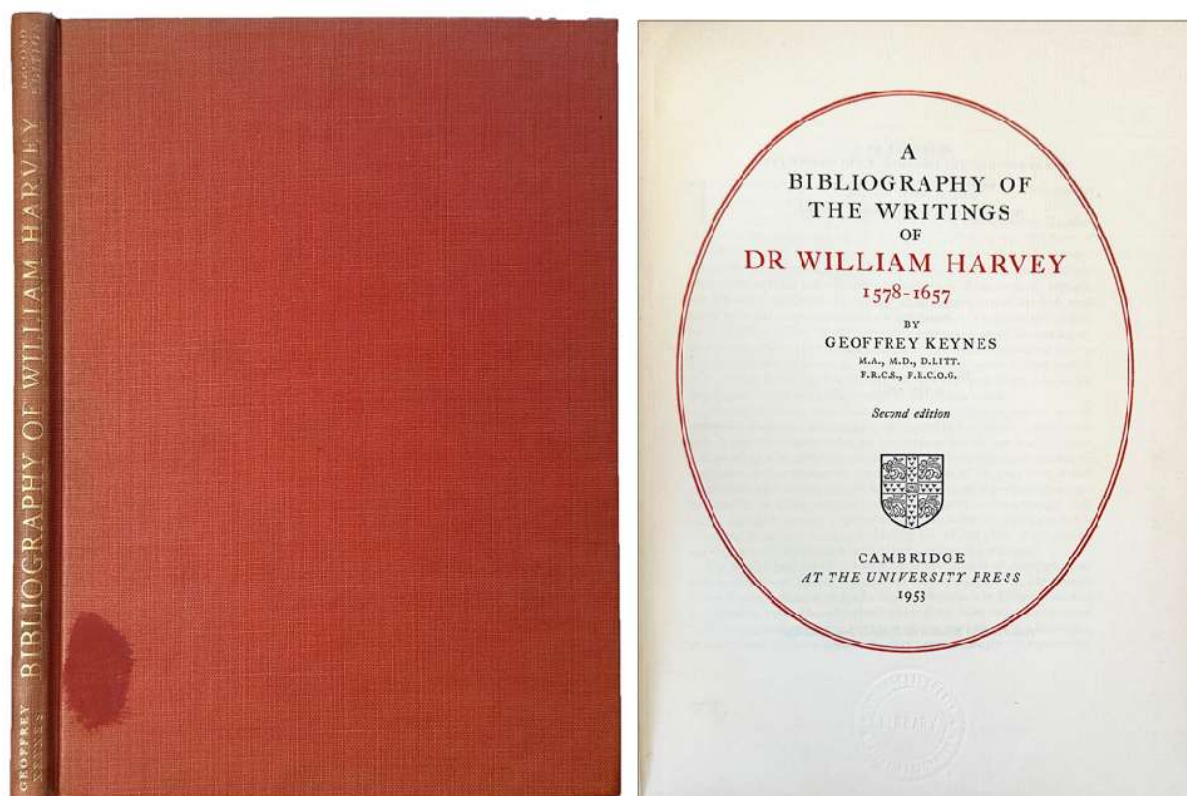 GEOFFREY
KEYNES
BIBLIOGRAPHY OF WILLIAM HARVEY
SECOND
EDITION
A
BIBLIOGRAPHY OF
THE WRITINGS
OF
DR WILLIAM HARVEY
1578-1657
BY
GEOFFREY KEYNES
M.A., M.D., D.LITT.
F.R.C.S., F.R.C.O.G.
Second edition
CAMBRIDGE
AT THE UNIVERSITY PRESS
1953
LIBRARY